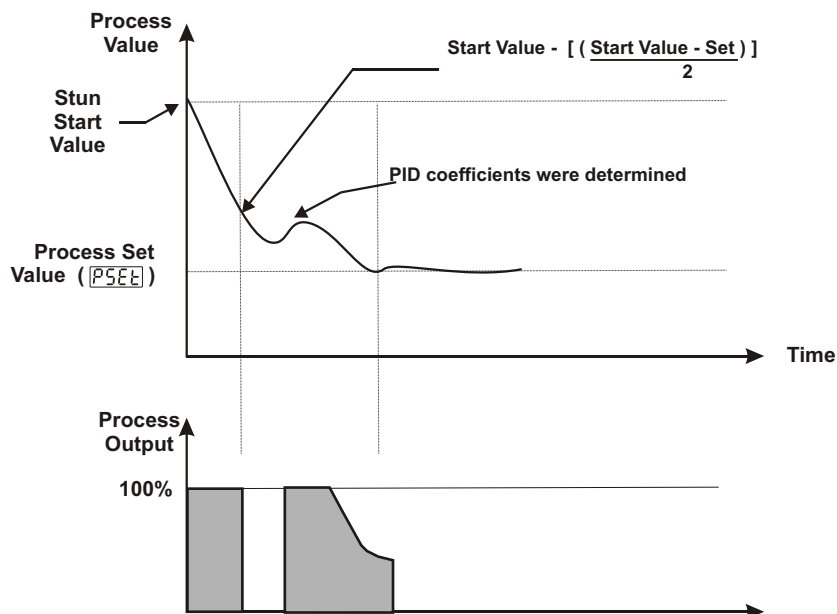 Process
Value
Start Value - [ ( Start Value - Set ) ]
2
Stun
Start
Value
PID coefficients were determined
Process Set
Value ( PSEt )
Time
Process
Output
100%